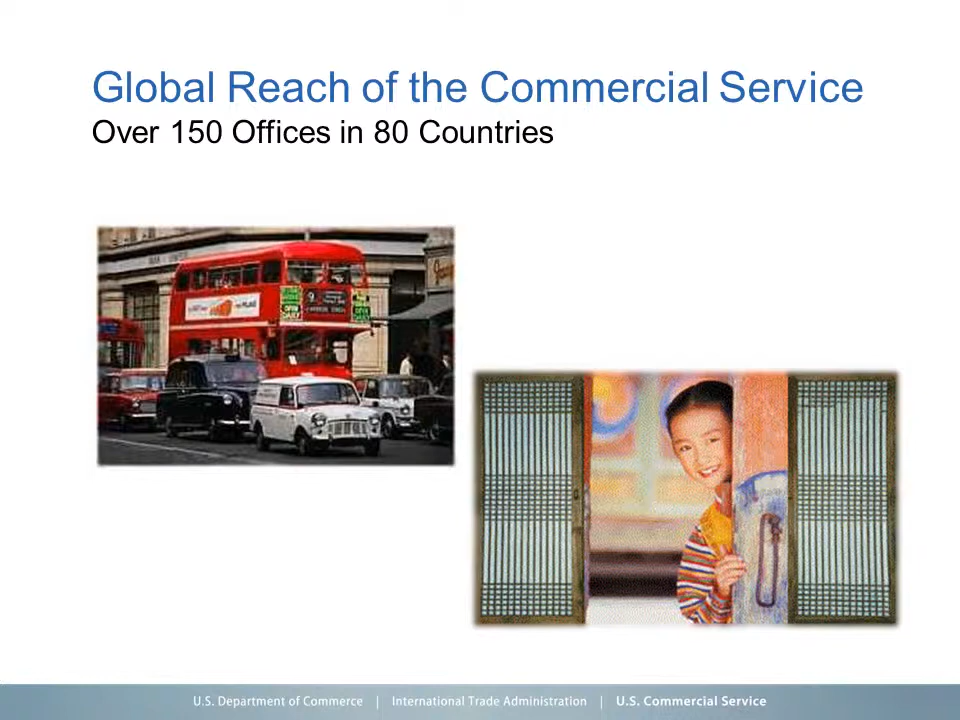 Global Reach of the Commercial Service
Over 150 Offices in 80 Countries
9
U.S. Department of Commerce | International Trade Administration | U.S. Commercial Service